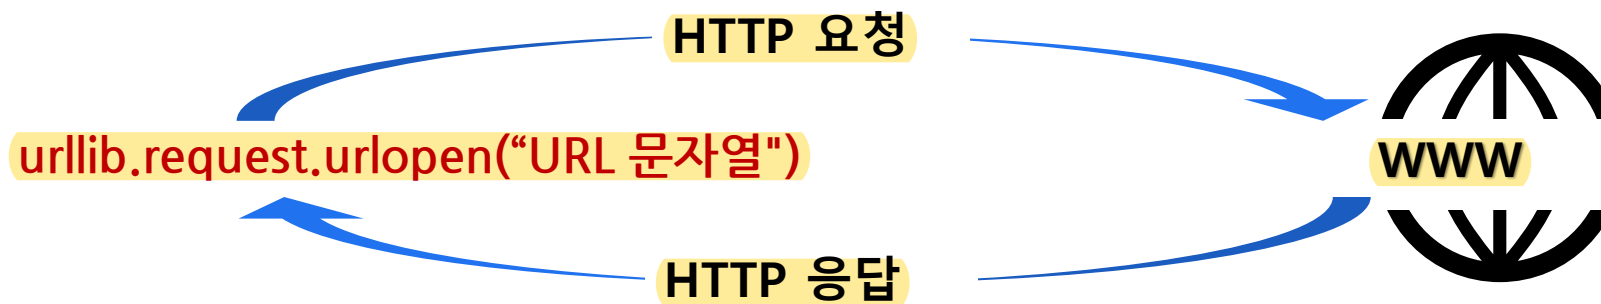 HTTP 요청
urllib.request.urlopen(“URL 문자열")
WWW
HTTP 응답